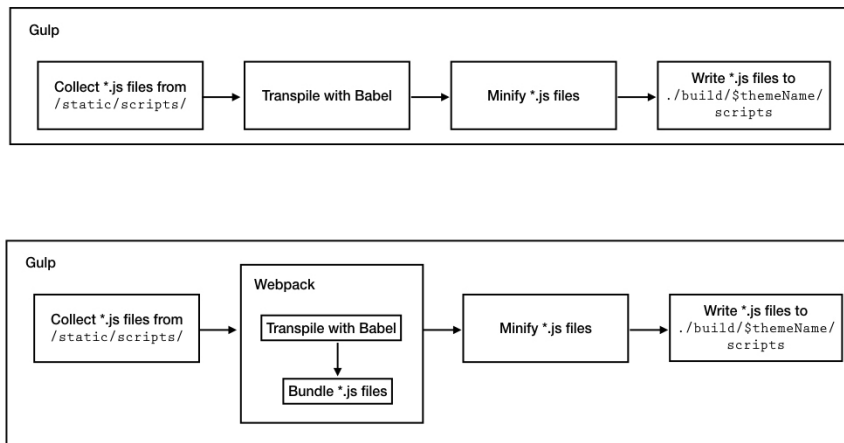 Gulp
Collect *.js files from
/static/scripts/
Transpile with Babel
Minify *.js files
Write *.js files to
./build/$themeName/
scripts
Gulp
Collect *.js files from
/static/scripts/
Webpack
Transpile with Babel
Bundle *.js files
Minify *.js files
Write *.js files to
./build/$themeName/
scripts